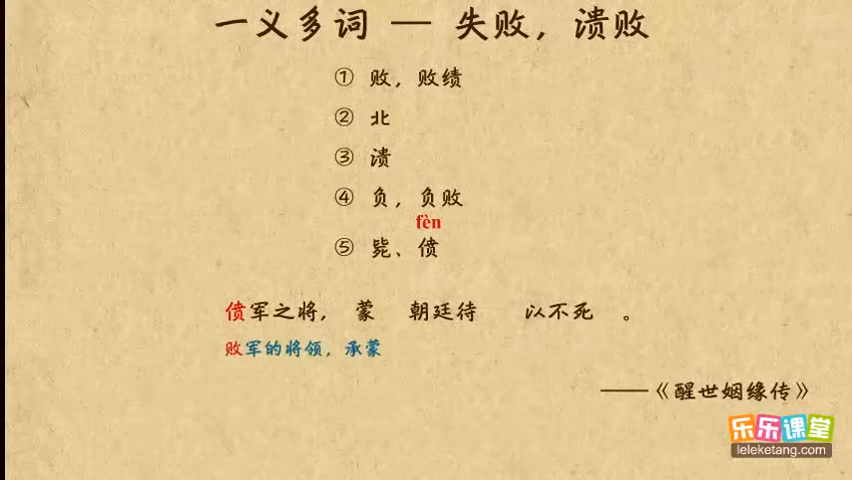 一义多词 — 失败，溃败
① 败，败绩
② 北
③ 溃
④ 负，负败
fèn
⑤ 毙、偾
偾军之将， 蒙 朝廷待 以不死 。
败军的将领，承蒙
——《醒世姻缘传》
乐乐课堂
leleketang.com